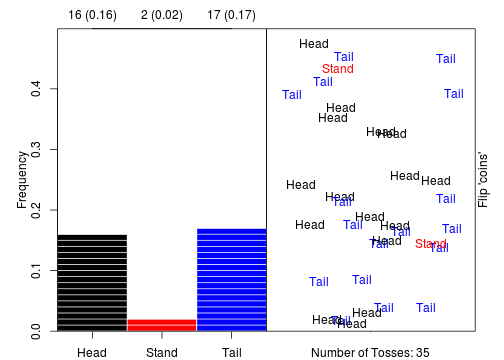 16 (0.16) 2 (0.02) 17 (0.17)
Frequency
0.4
0.3
0.2
0.1
0.0
Head Stand Tail
Head
Tail
Tail
Stand
Tail
Tail
Tail
Head
Head
Head
Head
Head
Head
Head
Head
Tail
Tail
Head
Head
Tail
Head
Tail
Tail
Head
Tail
Stand
Tail
Tail
Tail
Tail
Tail
Head
Head
Tail
Head
Number of Tosses: 35
Flip 'coins'